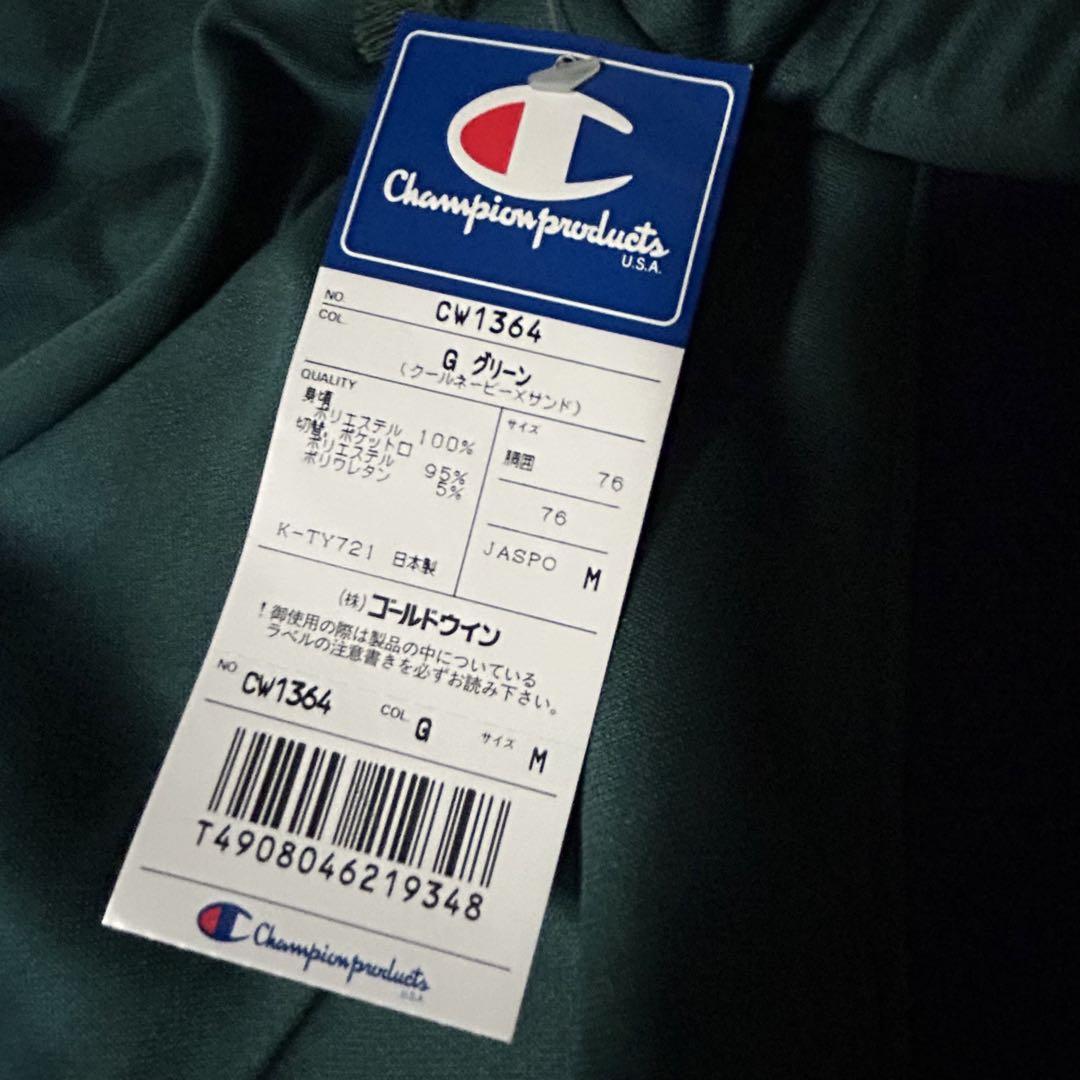 Champion products
U.S.A.
NO. CW1364
COL. G グリーン
(クールネービー×サンド)
QUALITY
身頃
ポリエステル 100%
切替、ポケット口
ポリエステル 95%
ポリウレタン 5%
K-TY721 日本製
サイズ
胴囲 76
76
JASPO M
(株)ゴールドウイン
!御使用の際は製品の中についている
ラベルの注意書きを必ずお読み下さい。
NO CW1364 COL. G サイズ M
T4908046219348
Champion products
U.S.A.